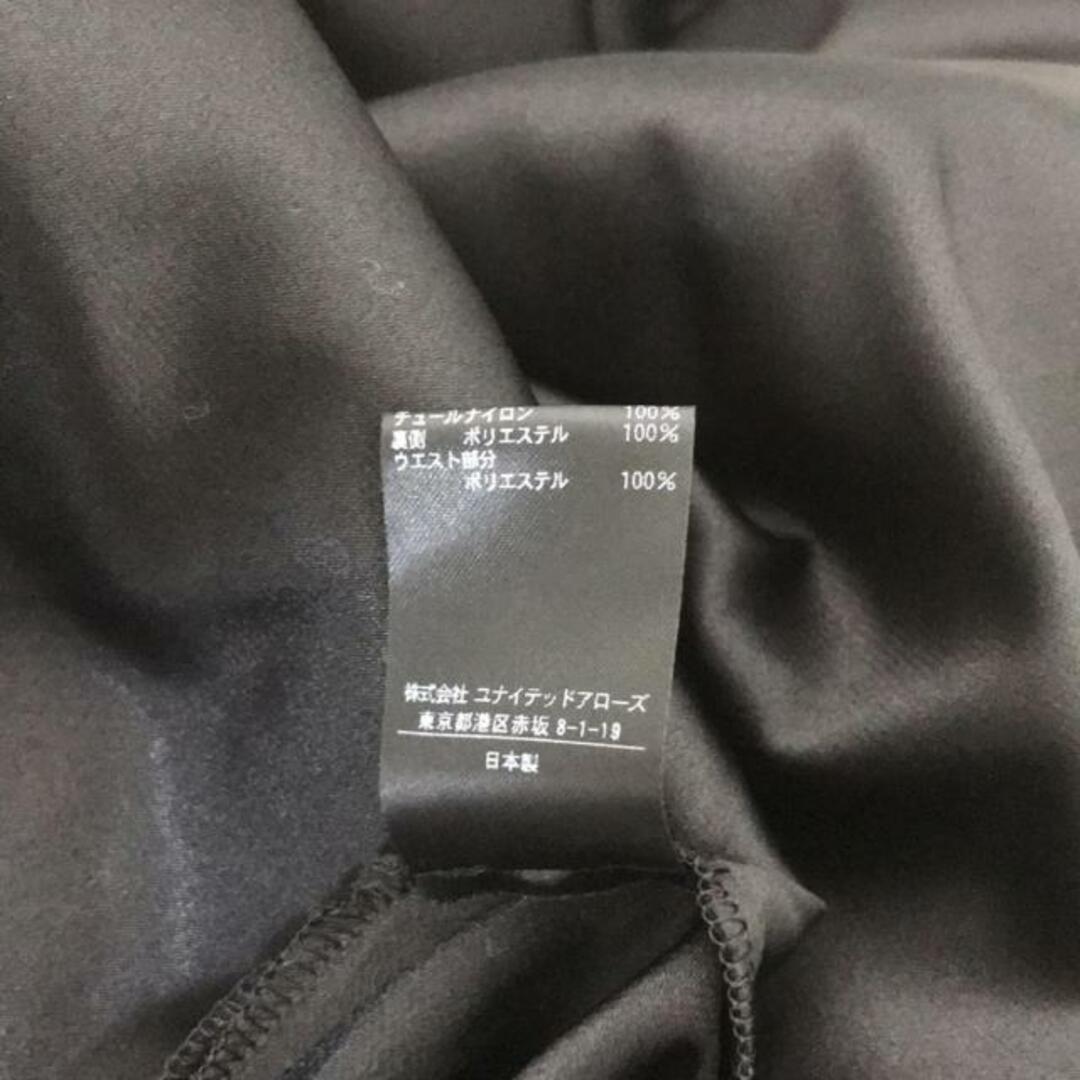 チュールナイロン 100%
裏側 ポリエステル 100%
ウエスト部分
ポリエステル 100%
株式会社 ユナイテッドアローズ
東京都港区赤坂 8-1-19
日本製